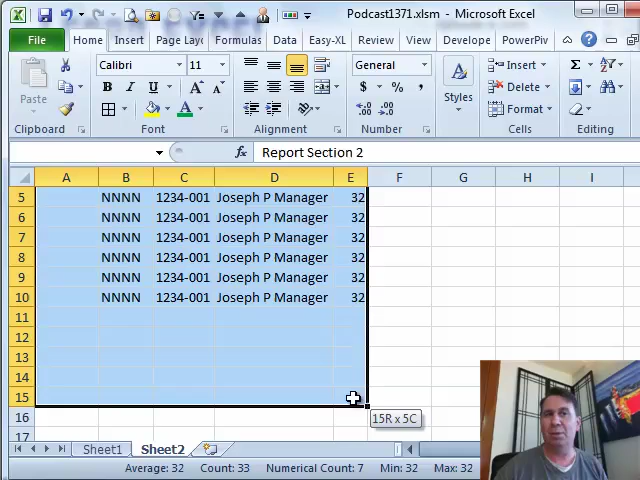 Podcast1371.xlsm - Microsoft Excel
File Home Insert Page Layc Formulas Data Easy-XL Review View Develope PowerPiv
Calibri 11 General
Paste B I U A Styles Insert Delete Format
$ % ,
Clipboard Font Alignment Number Cells Editing
fx Report Section 2
A B C D E F G H I
5 NNNN 1234-001 Joseph P Manager 32
6 NNNN 1234-001 Joseph P Manager 32
7 NNNN 1234-001 Joseph P Manager 32
8 NNNN 1234-001 Joseph P Manager 32
9 NNNN 1234-001 Joseph P Manager 32
10 NNNN 1234-001 Joseph P Manager 32
11
12
13
14
15
16 15R x 5C
17
Sheet1 Sheet2
Average: 32 Count: 33 Numerical Count: 7 Min: 32 Max: 32